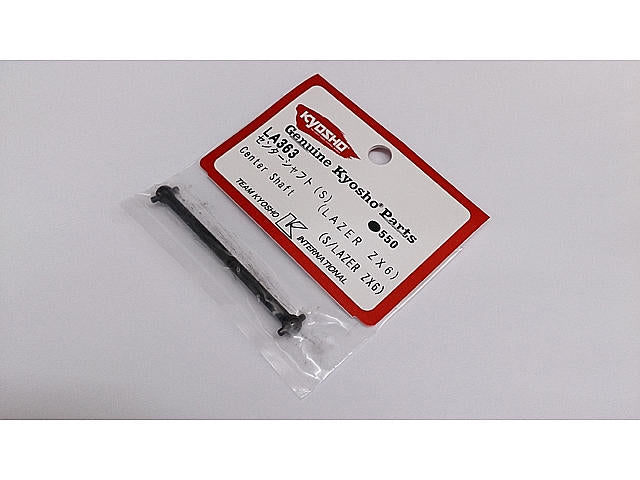 KYOSHO
Genuine Kyosho® Parts
LA363 ●550
センターシャフト(S) (LAZER ZX6)
Center Shaft (S/LAZER ZX6)
TEAM KYOSHO K INTERNATIONAL